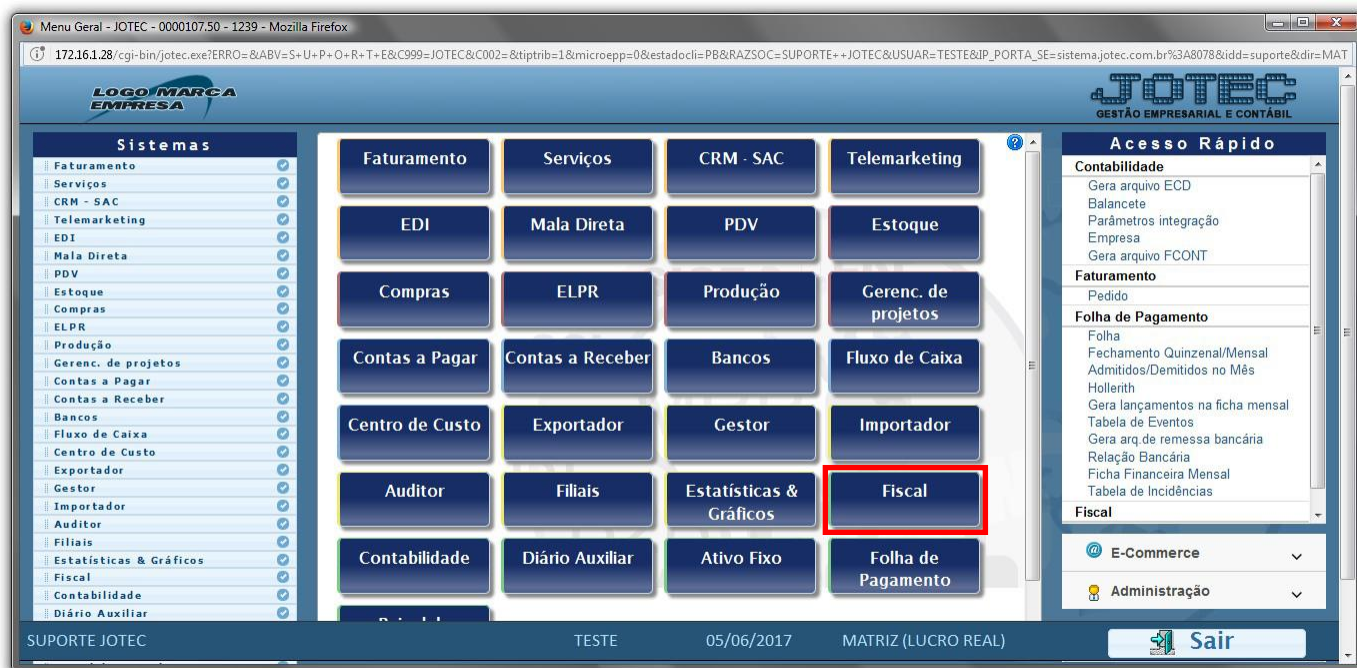 Menu Geral - JOTEC - 0000107.50 - 1239 - Mozilla Firefox
172.16.1.28/cgi-bin/jotec.exe?ERRO=&ABV=S+U+P+O+R+T+E&C999=JOTEC&C002=&tiptrib=1&microepp=0&estadocli=PB&RAZSOC=SUPORTE++JOTEC&USUAR=TESTE&IP_PORTA_SE=sistema.jotec.com.br%3A8078&idd=suporte&dir=MAT
LOGO MARCA
EMPRESA
JOTEC
GESTÃO EMPRESARIAL E CONTÁBIL
Sistemas
Faturamento
Serviços
CRM - SAC
Telemarketing
EDI
Mala Direta
PDV
Estoque
Compras
ELPR
Produção
Gerenc. de projetos
Contas a Pagar
Contas a Receber
Bancos
Fluxo de Caixa
Centro de Custo
Exportador
Gestor
Importador
Auditor
Filiais
Estatísticas & Gráficos
Fiscal
Contabilidade
Diário Auxiliar
Faturamento
Serviços
CRM - SAC
Telemarketing
EDI
Mala Direta
PDV
Estoque
Compras
ELPR
Produção
Gerenc. de
projetos
Contas a Pagar
Contas a Receber
Bancos
Fluxo de Caixa
Centro de Custo
Exportador
Gestor
Importador
Auditor
Filiais
Estatísticas &
Gráficos
Fiscal
Contabilidade
Diário Auxiliar
Ativo Fixo
Folha de
Pagamento
Acesso Rápido
Contabilidade
Gera arquivo ECD
Balancete
Parâmetros integração
Empresa
Gera arquivo FCONT
Faturamento
Pedido
Folha de Pagamento
Folha
Fechamento Quinzenal/Mensal
Admitidos/Demitidos no Mês
Hollerith
Gera lançamentos na ficha mensal
Tabela de Eventos
Gera arq.de remessa bancária
Relação Bancária
Ficha Financeira Mensal
Tabela de Incidências
Fiscal
E-Commerce
Administração
SUPORTE JOTEC
TESTE
05/06/2017
MATRIZ (LUCRO REAL)
Sair